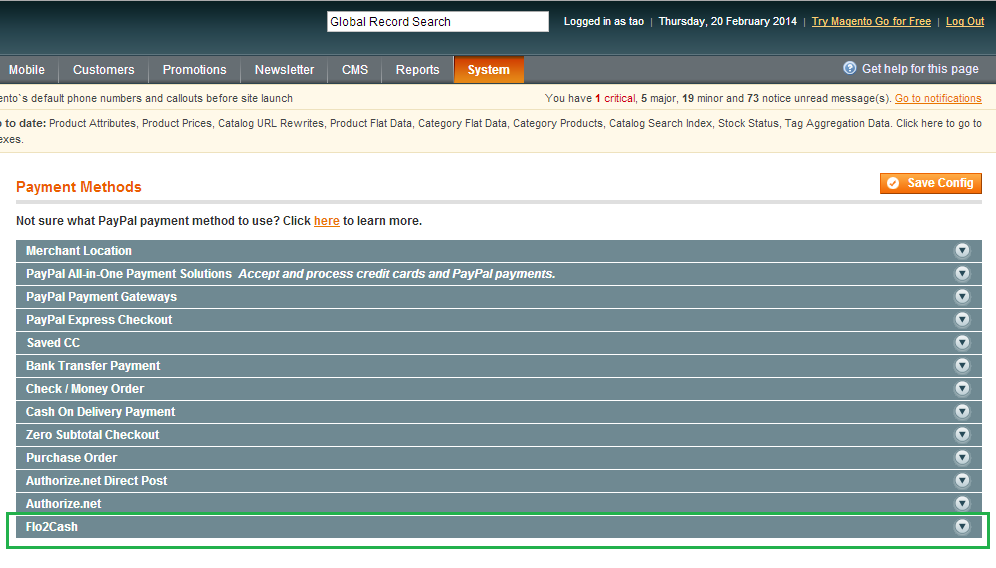 Global Record Search
Logged in as tao | Thursday, 20 February 2014 | Try Magento Go for Free | Log Out
Mobile Customers Promotions Newsletter CMS Reports System Get help for this page
ento`s default phone numbers and callouts before site launch You have 1 critical, 5 major, 19 minor and 73 notice unread message(s). Go to notifications
o to date: Product Attributes, Product Prices, Catalog URL Rewrites, Product Flat Data, Category Flat Data, Category Products, Catalog Search Index, Stock Status, Tag Aggregation Data. Click here to go to
exes.
Payment Methods Save Config
Not sure what PayPal payment method to use? Click here to learn more.
Merchant Location
PayPal All-in-One Payment Solutions Accept and process credit cards and PayPal payments.
PayPal Payment Gateways
PayPal Express Checkout
Saved CC
Bank Transfer Payment
Check / Money Order
Cash On Delivery Payment
Zero Subtotal Checkout
Purchase Order
Authorize.net Direct Post
Authorize.net
Flo2Cash